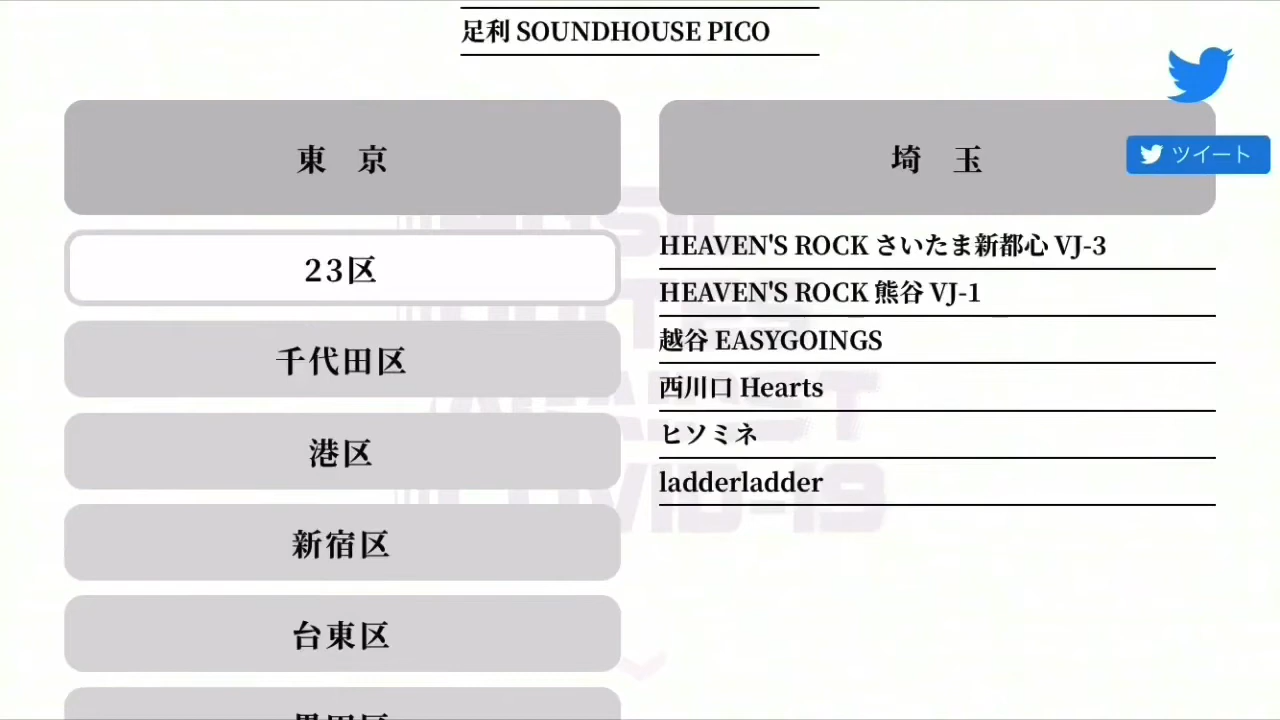 足利 SOUNDHOUSE PICO
東 京
23区
千代田区
港区
新宿区
台東区
埼 玉
HEAVEN'S ROCK さいたま新都心 VJ-3
HEAVEN'S ROCK 熊谷 VJ-1
越谷 EASYGOINGS
西川口 Hearts
ヒソミネ
ladderladder
ツイート